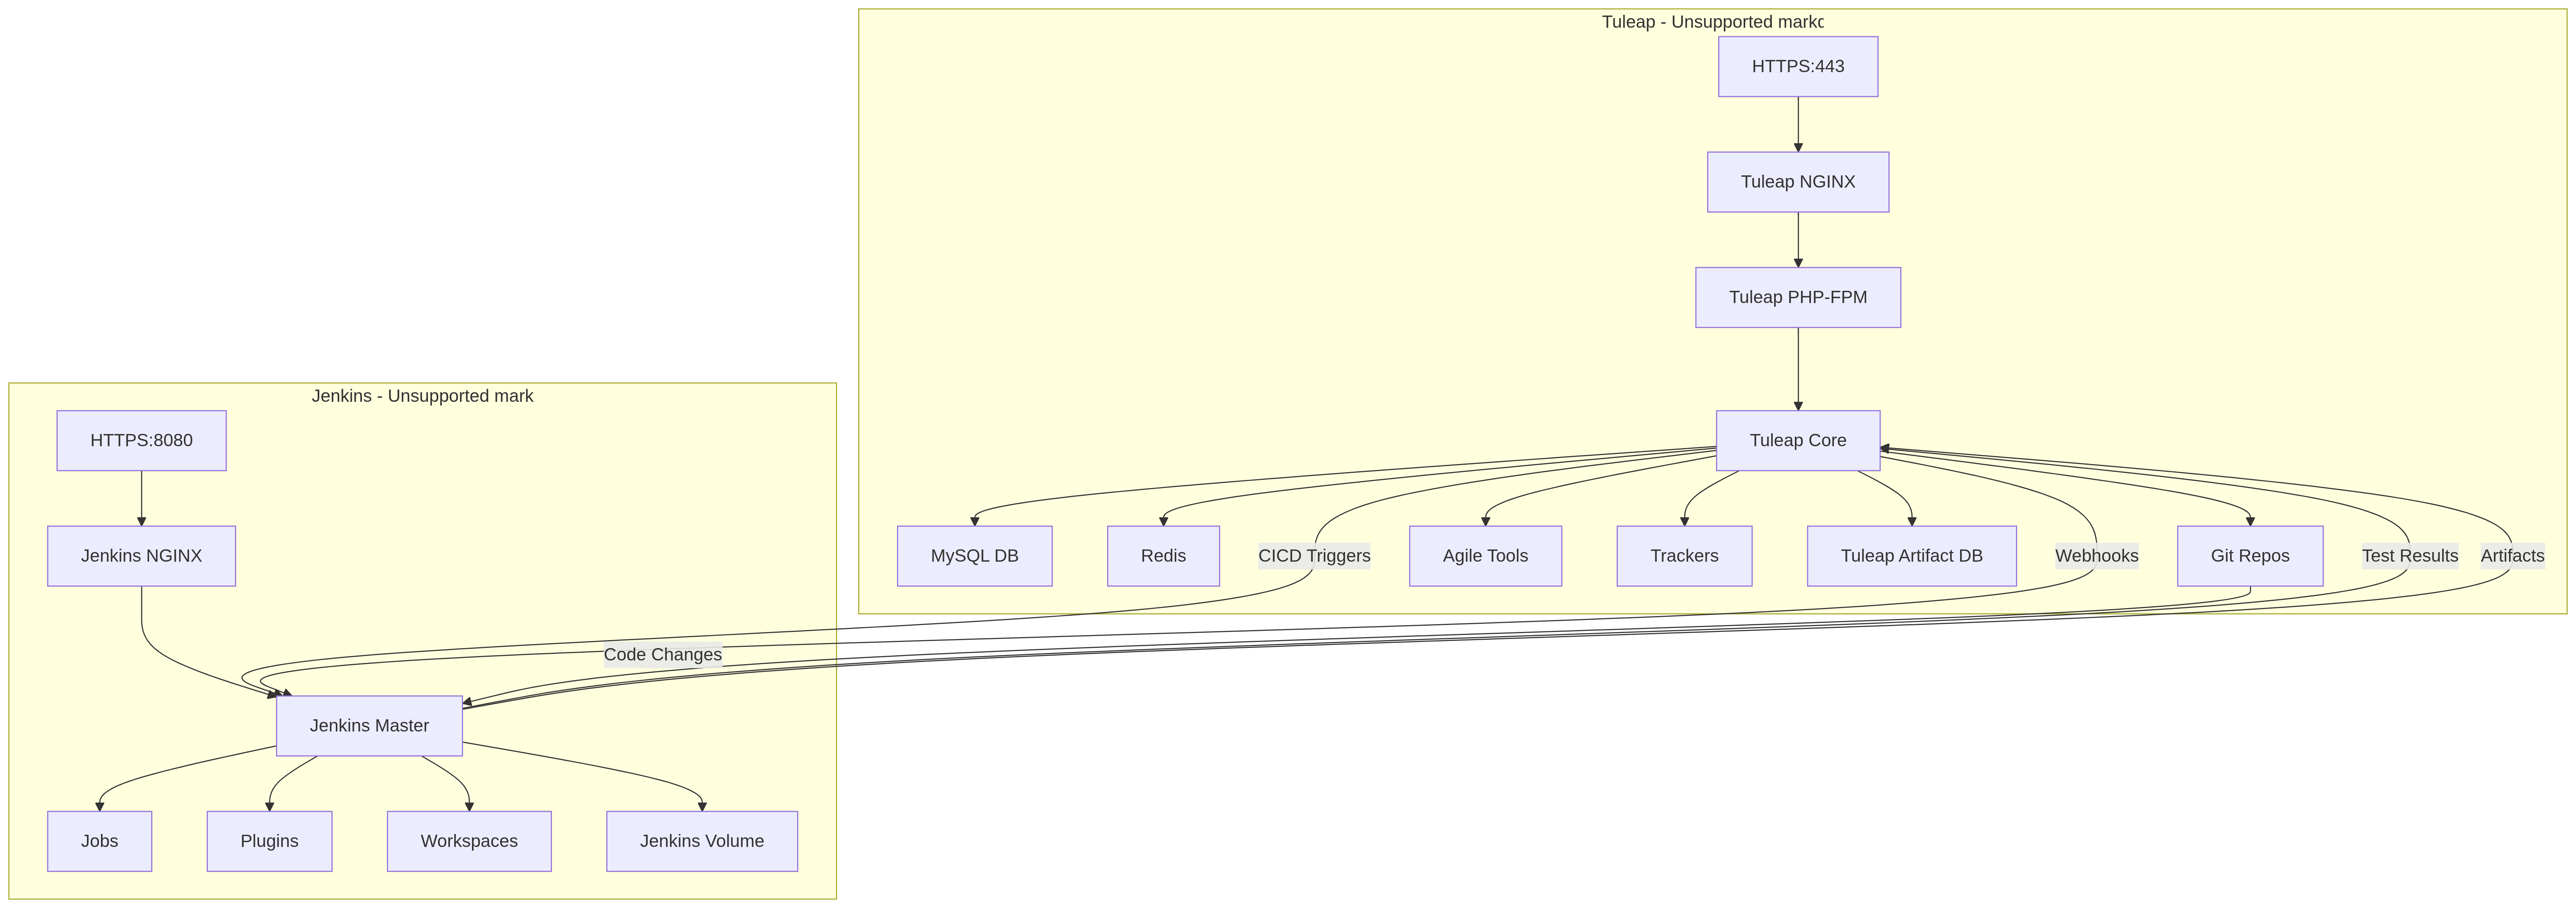 Tuleap - Unsupported markc
HTTPS:443
Tuleap NGINX
Tuleap PHP-FPM
Tuleap Core
MySQL DB
Redis
CICD Triggers
Agile Tools
Trackers
Tuleap Artifact DB
Webhooks
Git Repos
Test Results
Artifacts
Jenkins - Unsupported mark
HTTPS:8080
Jenkins NGINX
Code Changes
Jenkins Master
Jobs
Plugins
Workspaces
Jenkins Volume